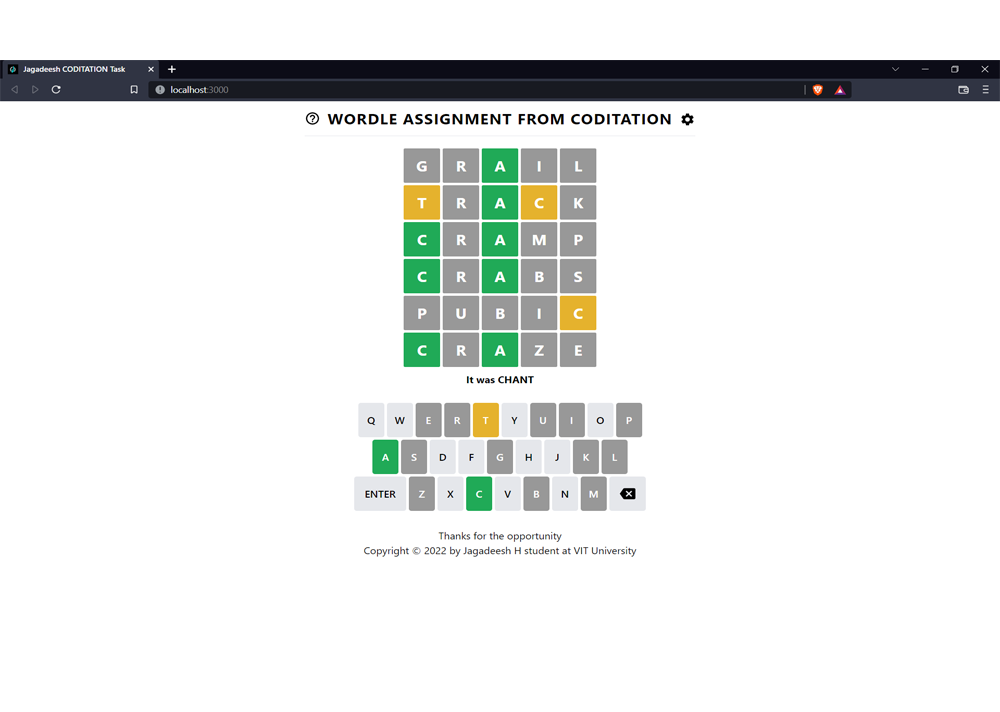 Jagadeesh CODITATION Task
localhost:3000
WORDLE ASSIGNMENT FROM CODITATION
G R A I L
T R A C K
C R A M P
C R A B S
P U B I C
C R A Z E
It was CHANT
Q W E R T Y U I O P
A S D F G H J K L
ENTER Z X C V B N M
Thanks for the opportunity
Copyright © 2022 by Jagadeesh H student at VIT University